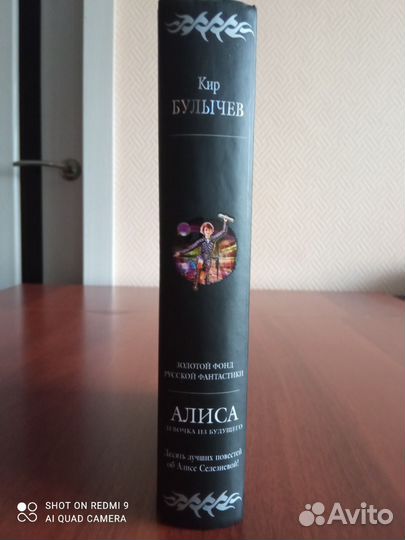 Кир
БУЛЫЧЕВ
ЗОЛОТОЙ ФОНД
РУССКОЙ ФАНТАСТИКИ
АЛИСА
ДЕВОЧКА ИЗ БУДУЩЕГО
Десять лучших повестей
об Алисе Селезневой!
SHOT ON REDMI 9
AI QUAD CAMERA
Avito